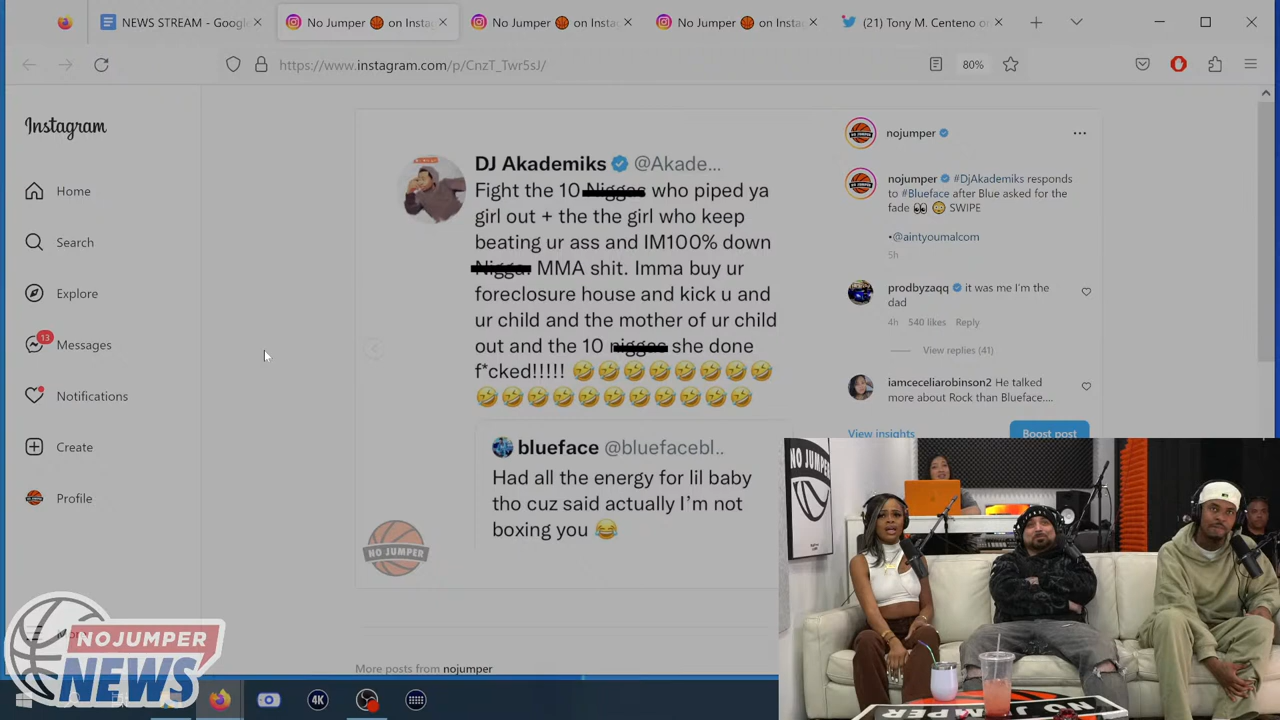 NEWS STREAM - Google
No Jumper 🏀 on Insta
No Jumper 🏀 on Insta
No Jumper 🏀 on Insta
(21) Tony M. Centeno on
https://www.instagram.com/p/CnzT_Twr5sJ/
80%
Instagram
Home
Search
Explore
13
Messages
Notifications
Create
Profile
DJ Akademiks @Akade...
Fight the 10 Niggas who piped ya
girl out + the the girl who keep
beating ur ass and IM100% down
Nigga. MMA shit. Imma buy ur
foreclosure house and kick u and
ur child and the mother of ur child
out and the 10 niggas she done
f*cked!!!!! 🤣🤣🤣🤣🤣🤣🤣🤣
🤣🤣🤣🤣🤣🤣🤣🤣🤣🤣🤣
blueface @bluefacebl..
Had all the energy for lil baby
tho cuz said actually I'm not
boxing you 😂
NO JUMPER
nojumper
nojumper #DjAkademiks responds
to #Blueface after Blue asked for the
fade 👀 😳 SWIPE
•@aintyoumalcom
5h
prodbyzaqq it was me I'm the
dad
4h 540 likes Reply
View replies (41)
iamceceliarobinson2 He talked
more about Rock than Blueface....
View insights
Boost post
More posts from nojumper
NO JUMPER
NO JUMPER
NOJUMPER
NEWS
4K